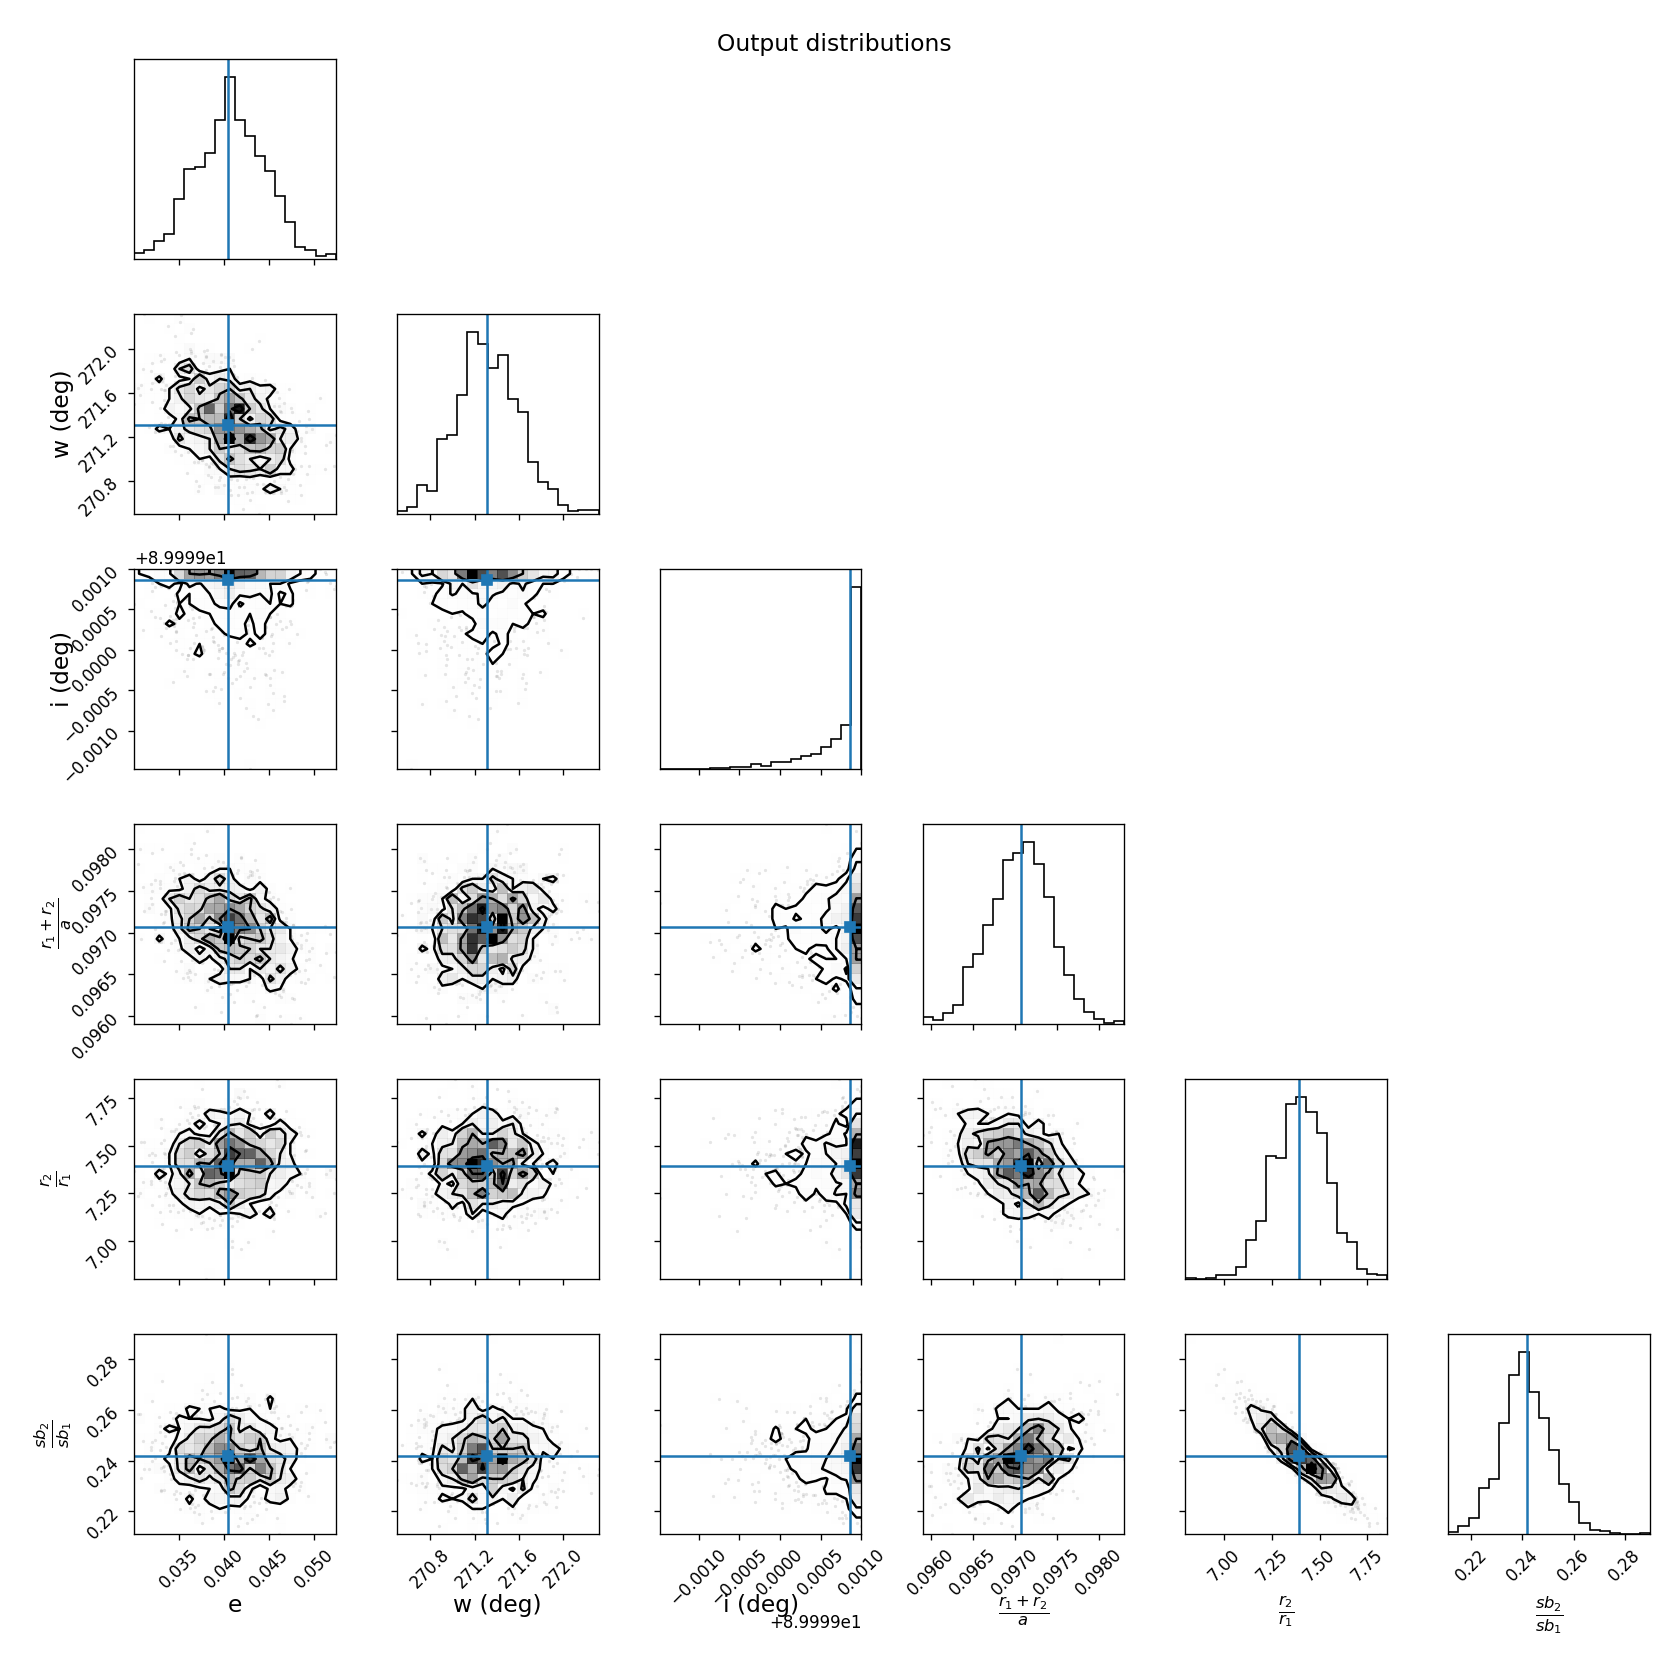 Output distributions
272.0
271.6
271.2
270.8
w (deg)
+8.9999e1
0.0010
0.0005
0.0000
−0.0005
−0.0010
i (deg)
0.0980
0.0975
0.0970
0.0965
0.0960
r₁ + r₂
a
7.75
7.50
7.25
7.00
r₂
r₁
0.28
0.26
0.24
0.22
sb₂
sb₁
0.035 0.040 0.045 0.050
e
270.8 271.2 271.6 272.0
w (deg)
−0.0010 −0.0005 0.0000 0.0005 0.0010
i (deg)
+8.9999e1
0.0960 0.0965 0.0970 0.0975 0.0980
r₁ + r₂
a
7.00 7.25 7.50 7.75
r₂
r₁
0.22 0.24 0.26 0.28
sb₂
sb₁